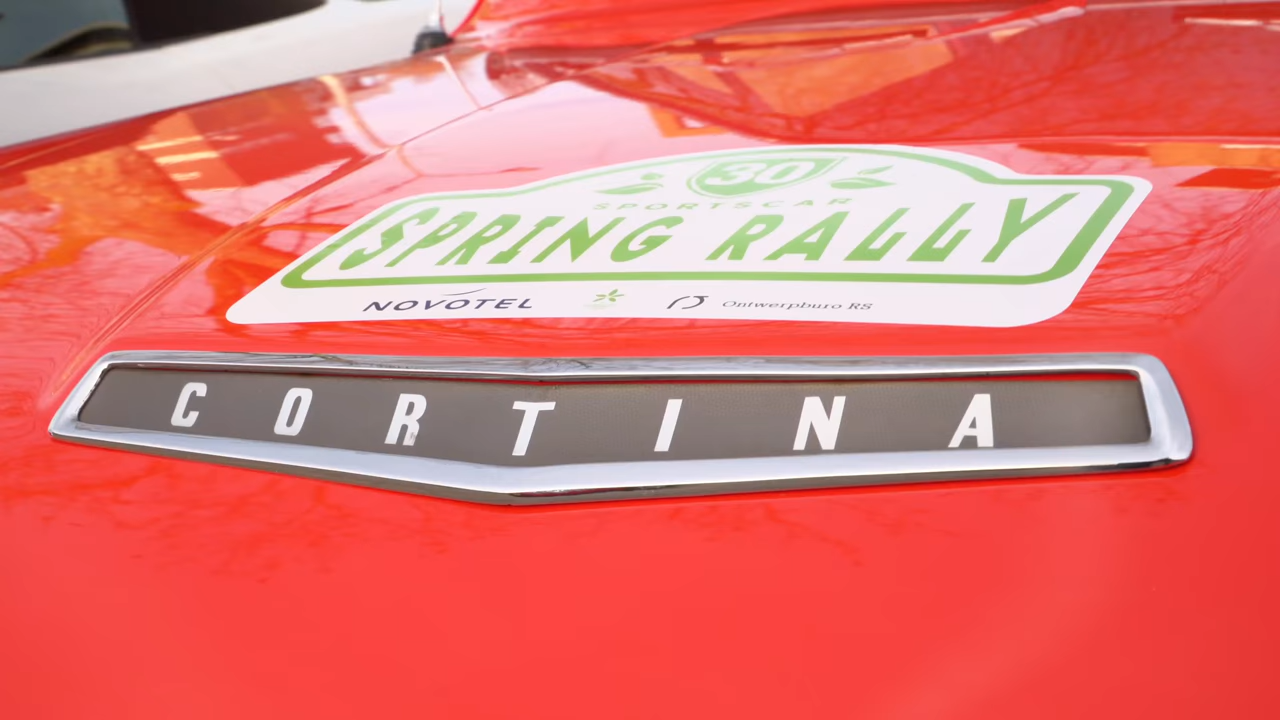 30
SPORTSCAR
SPRING RALLY
NOVOTEL
Ontwerpburo RS
CORTINA